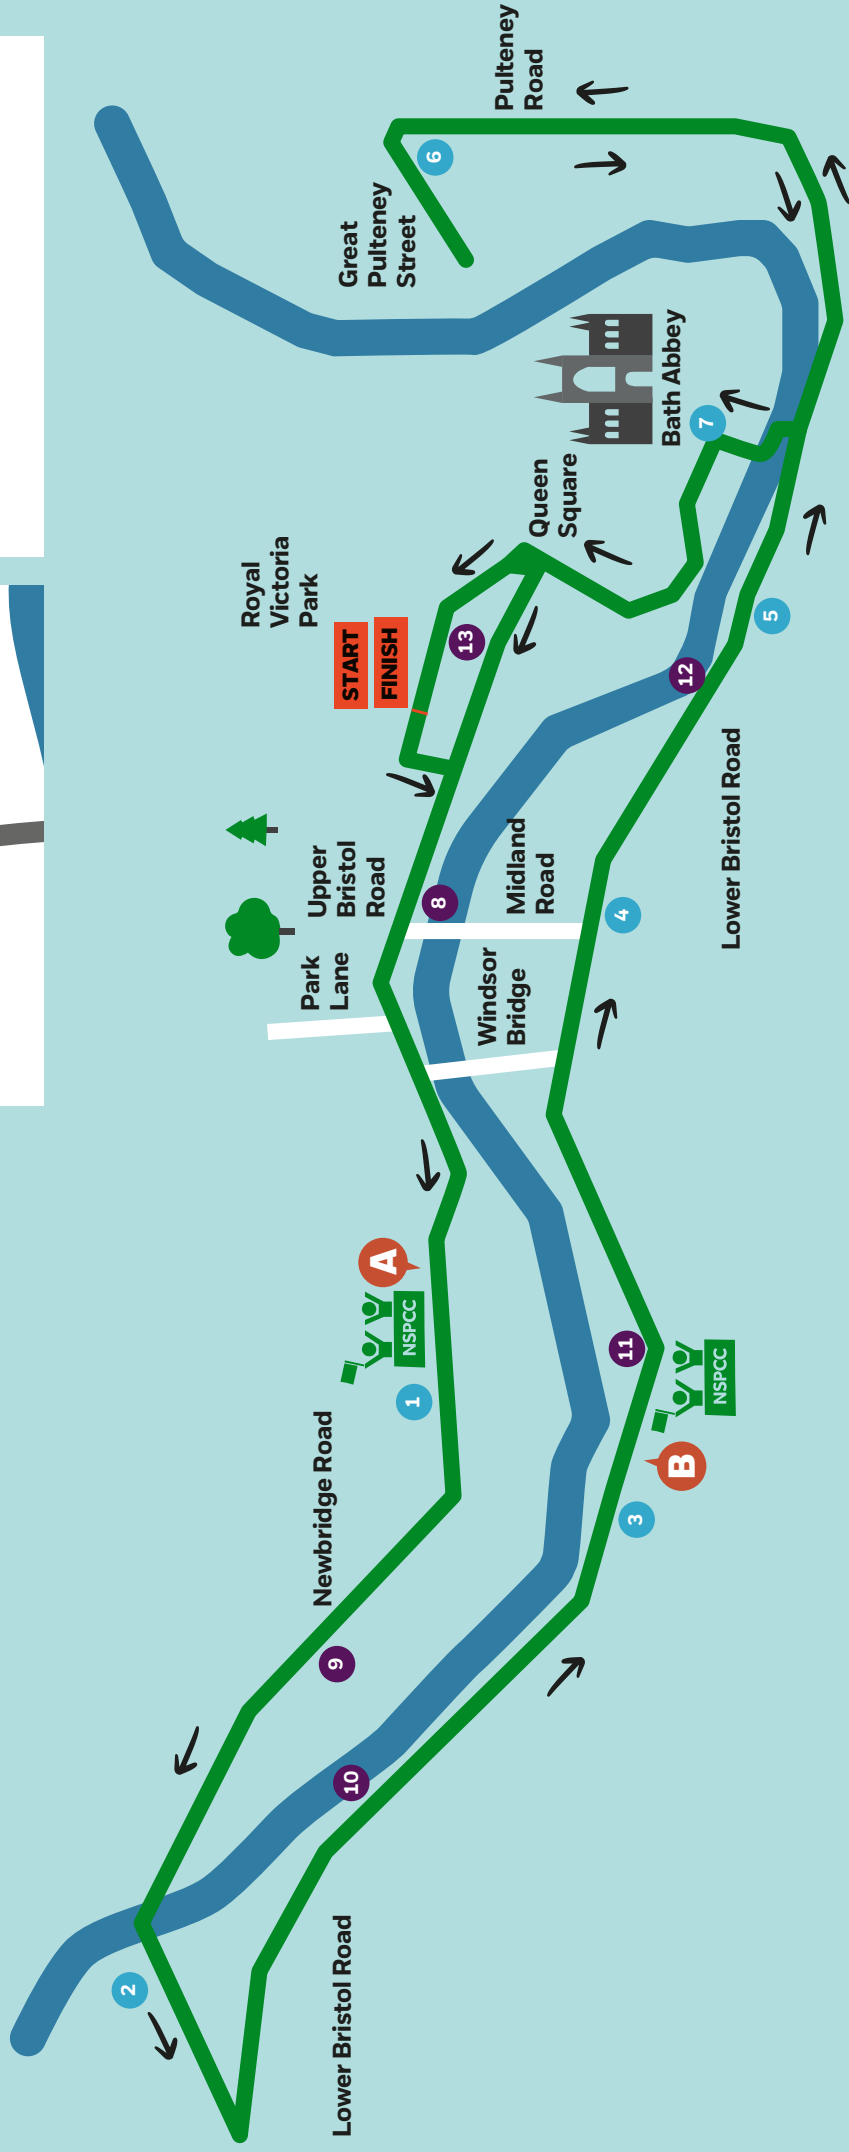 2
Lower Bristol Road
10
9
Newbridge Road
1
NSPCC
A
3
B
NSPCC
11
Park
Lane
Upper
Bristol
Road
Windsor
Bridge
8
Midland
Road
4
Lower Bristol Road
Royal
Victoria
Park
START
FINISH
13
12
5
Queen
Square
7
Bath Abbey
Great
Pulteney
Street
6
Pulteney
Road